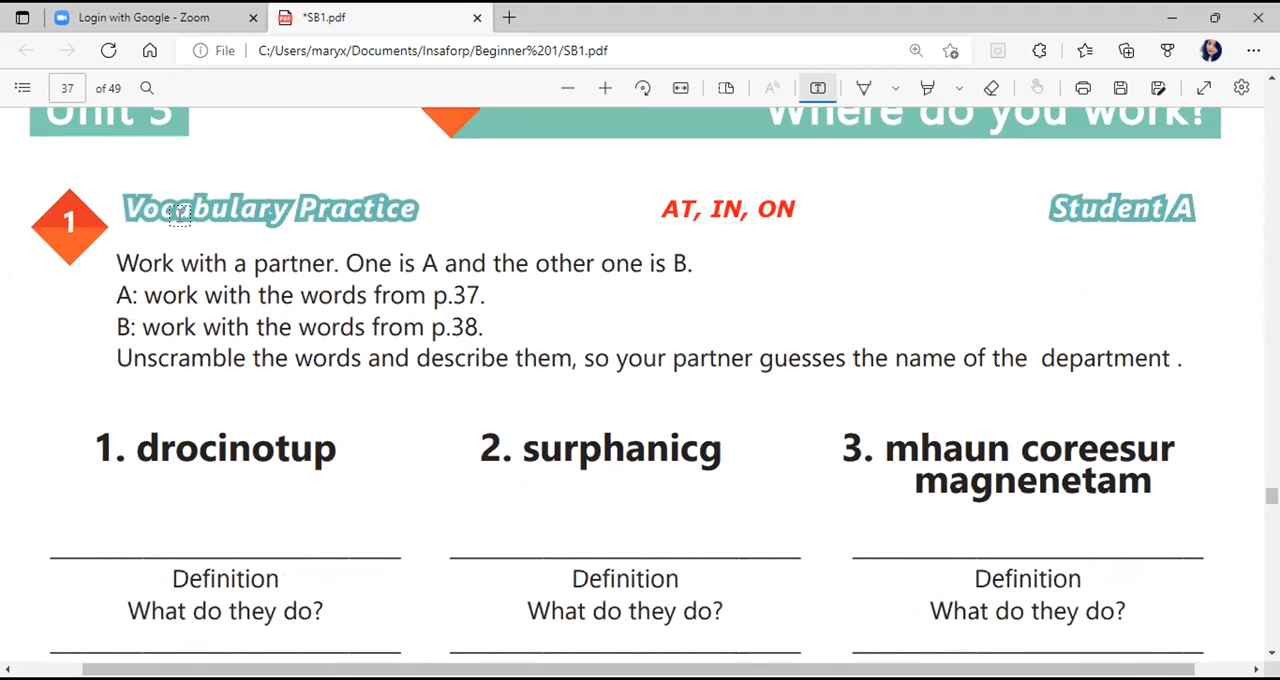 Login with Google - Zoom
*SB1.pdf
File
C:/Users/maryx/Documents/Insaforp/Beginner%201/SB1.pdf
37 of 49
Unit 3
Where do you work?
1
Vocabulary Practice
AT, IN, ON
Student A
Work with a partner. One is A and the other one is B.
A: work with the words from p.37.
B: work with the words from p.38.
Unscramble the words and describe them, so your partner guesses the name of the department .
1. drocinotup
2. surphanicg
3. mhaun coreesur
magnenetam
Definition
What do they do?
Definition
What do they do?
Definition
What do they do?